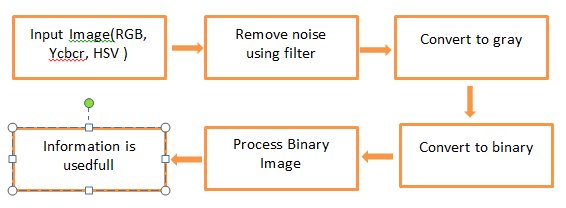 Input Image(RGB,
Ycbcr, HSV )
Remove noise
using filter
Convert to gray
Convert to binary
Process Binary
Image
Information is
usedfull